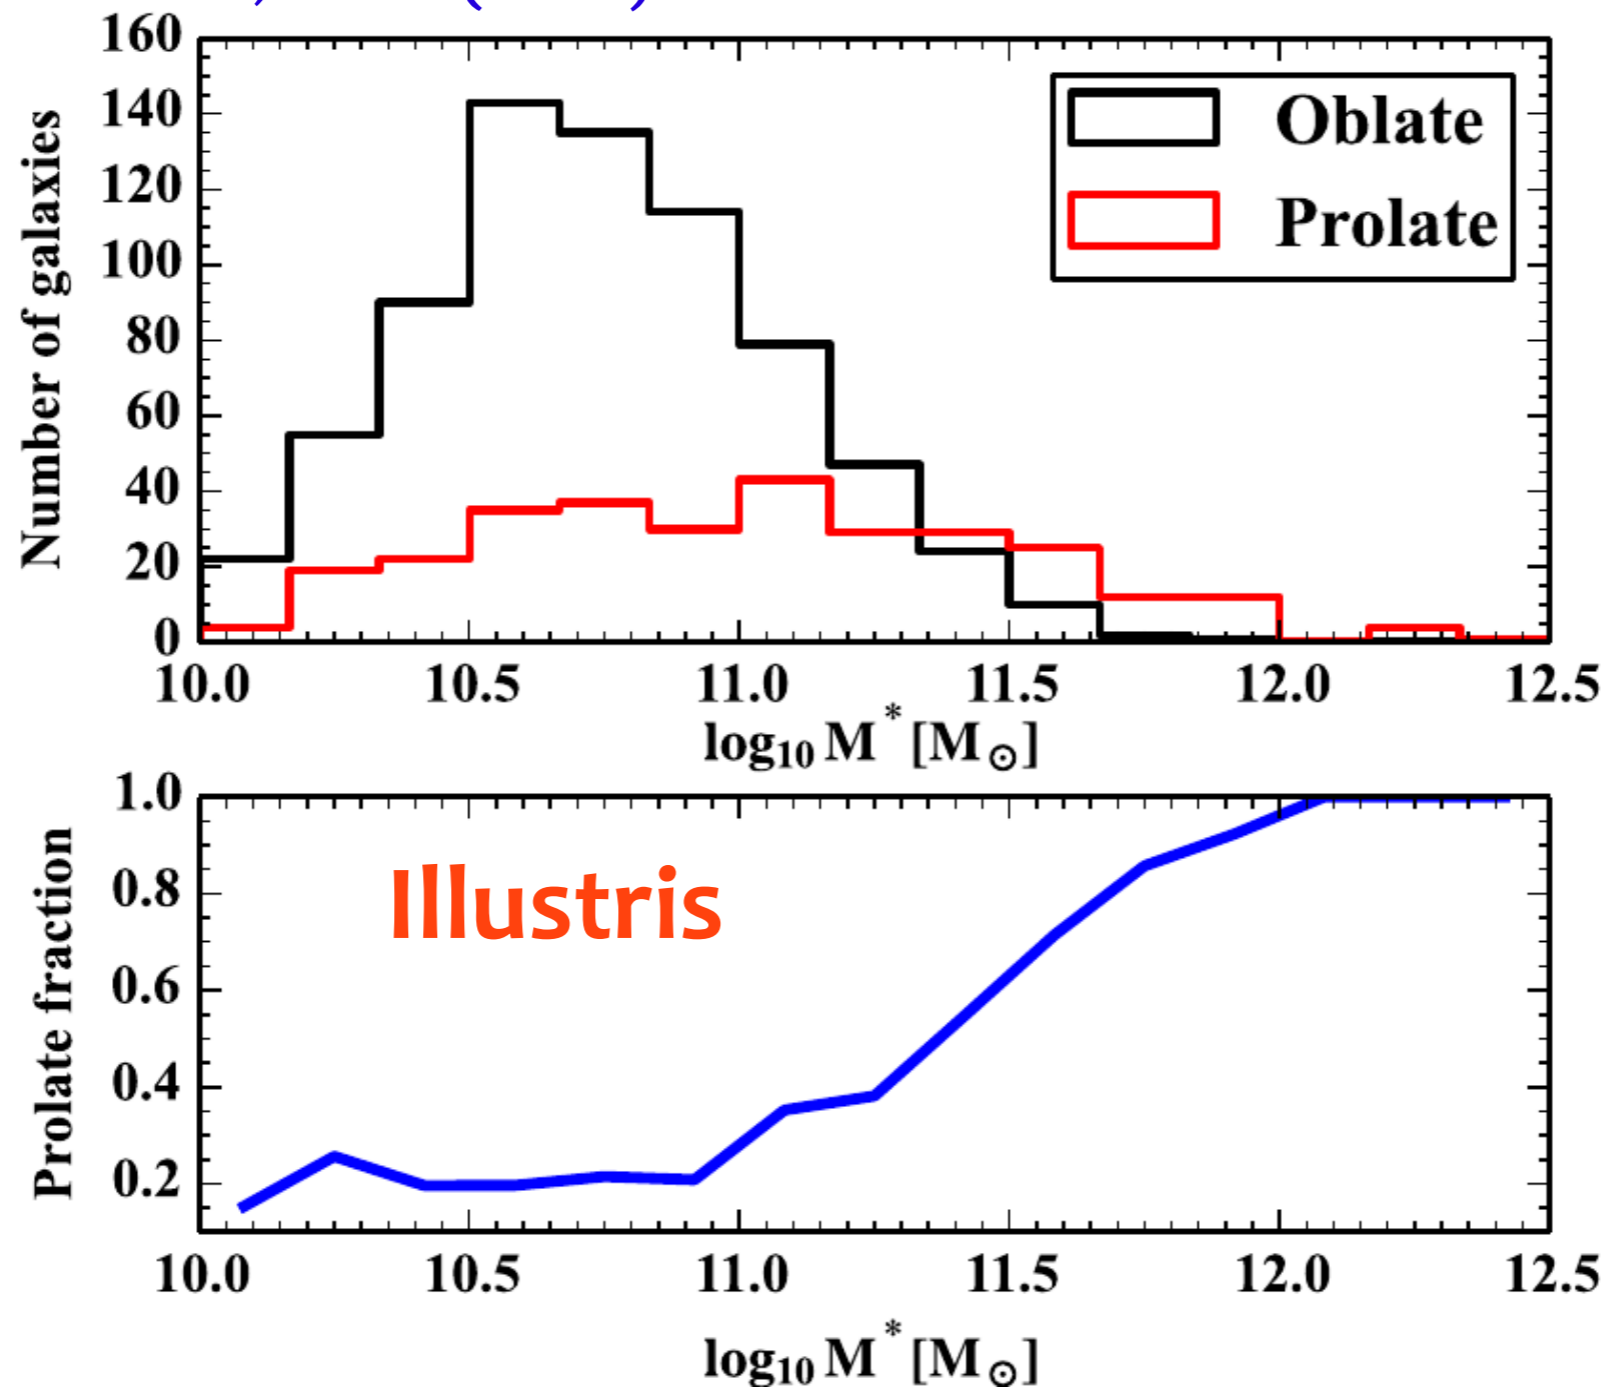 160
140
120
100
80
60
40
20
0
Number of galaxies
Oblate
Prolate
10.0 10.5 11.0 11.5 12.0 12.5
log₁₀ M* [M⊙]
1.0
0.8
0.6
0.4
0.2
Prolate fraction
Illustris
10.0 10.5 11.0 11.5 12.0 12.5
log₁₀ M* [M⊙]